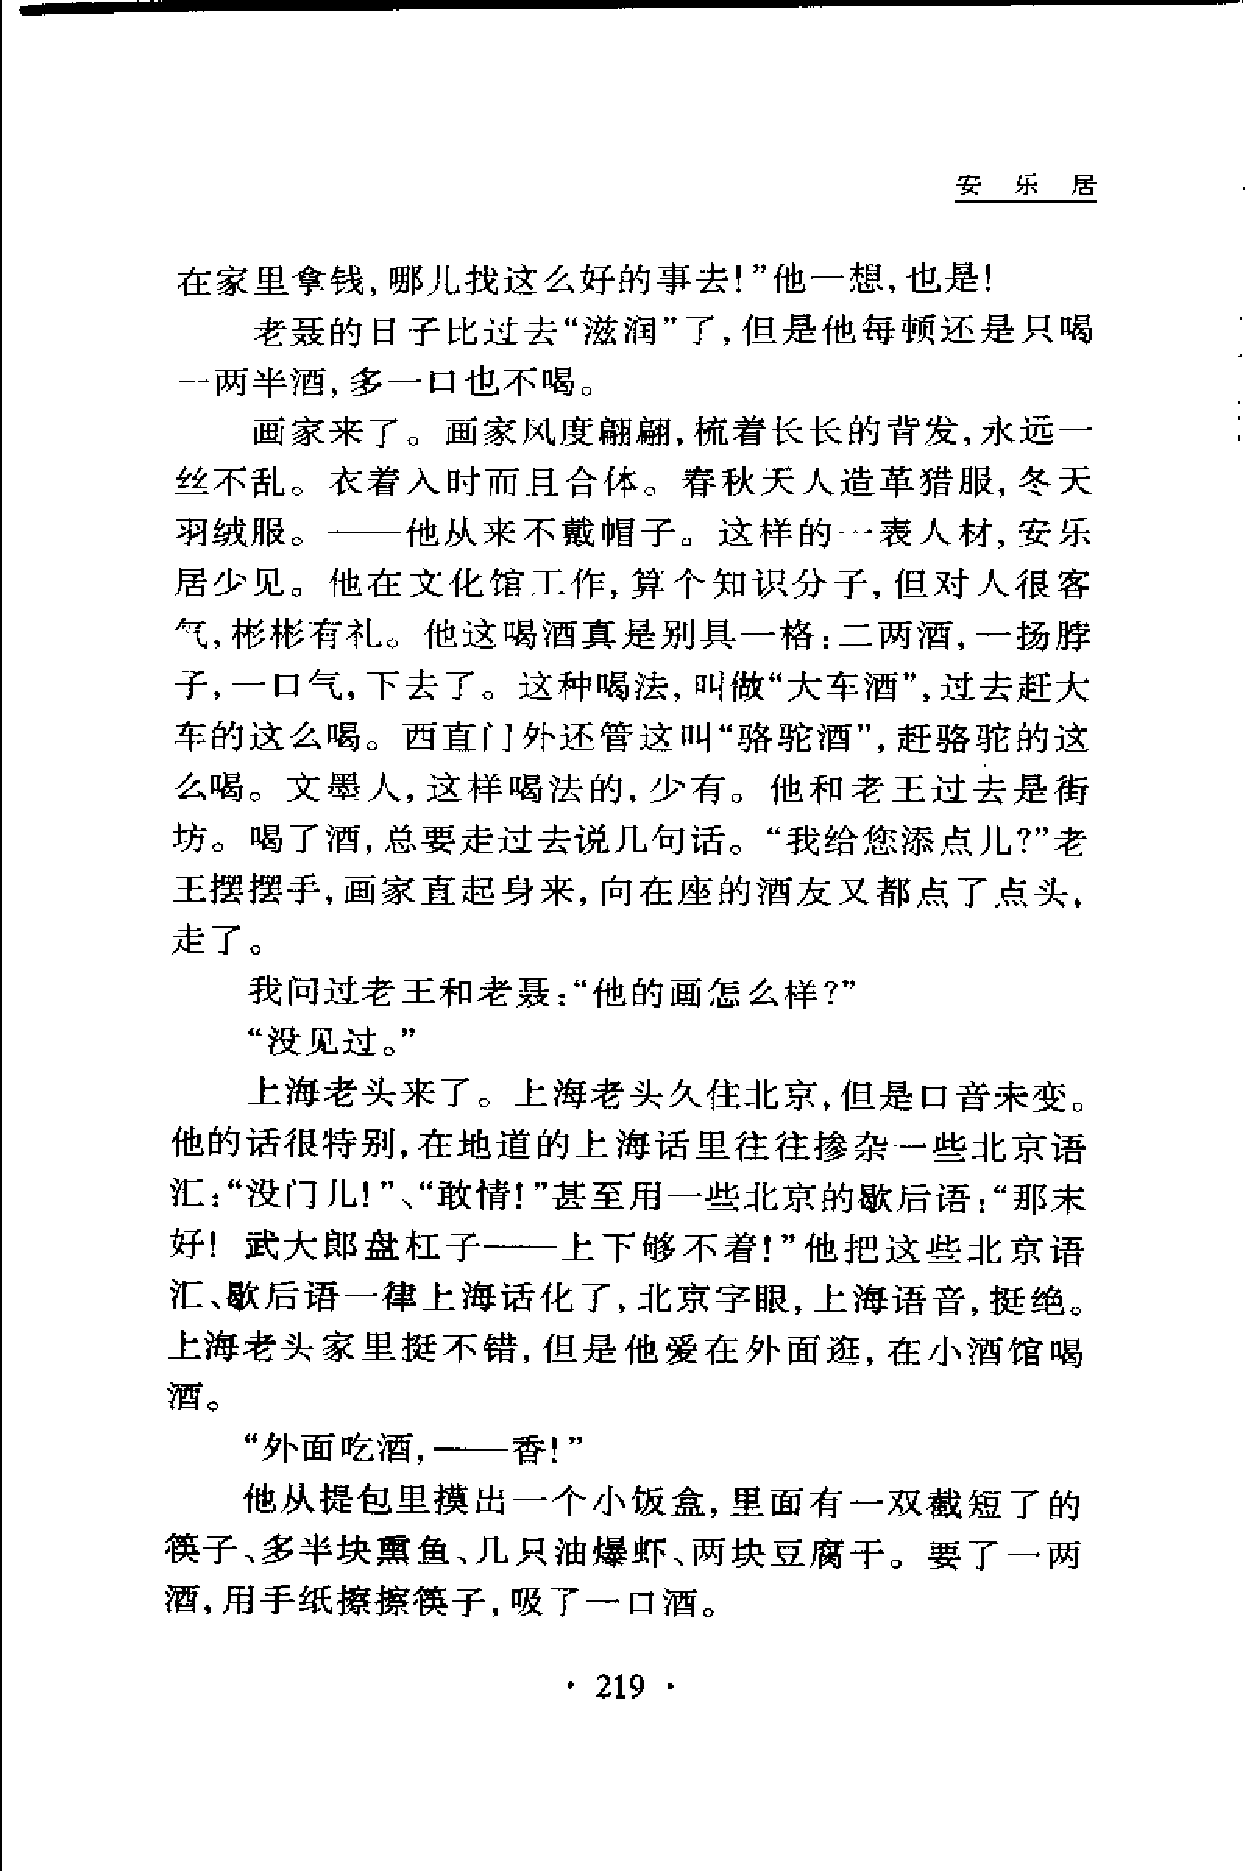 安乐居
在家里拿钱,哪儿找这么好的事去!”他一想,也是!
老聂的日子比过去“滋润”了,但是他每顿还是只喝
一两半酒,多一口也不喝。
画家来了。画家风度翩翩,梳着长长的背发,永远一
丝不乱。衣着入时而且合体。春秋天人造革猎服,冬天
羽绒服。——他从来不戴帽子。这样的一表人材,安乐
居少见。他在文化馆工作,算个知识分子,但对人很客
气,彬彬有礼。他这喝酒真是别具一格:二两酒,一扬脖
子,一口气,下去了。这种喝法,叫做“大车酒”,过去赶大
车的这么喝。西直门外还管这叫“骆驼酒”,赶骆驼的这
么喝。文墨人,这样喝法的,少有。他和老王过去是街
坊。喝了酒,总要走过去说几句话。“我给您添点儿?”老
王摆摆手,画家直起身来,向在座的酒友又都点了点头,
走了。
我问过老王和老聂:“他的画怎么样?”
“没见过。”
上海老头来了。上海老头久住北京,但是口音未变。
他的话很特别,在地道的上海话里往往掺杂一些北京语
汇:“没门儿!”、“敢情!”甚至用一些北京的歇后语:“那末
好!武大郎盘杠子——上下够不着!”他把这些北京语
汇、歇后语一律上海话化了,北京字眼,上海语音,挺绝。
上海老头家里挺不错,但是他爱在外面逛,在小酒馆喝
酒。
“外面吃酒,——香!”
他从提包里摸出一个小饭盒,里面有一双截短了的
筷子、多半块熏鱼、几只油爆虾、两块豆腐干。要了一两
酒,用手纸擦擦筷子,吸了一口酒。
· 219 ·